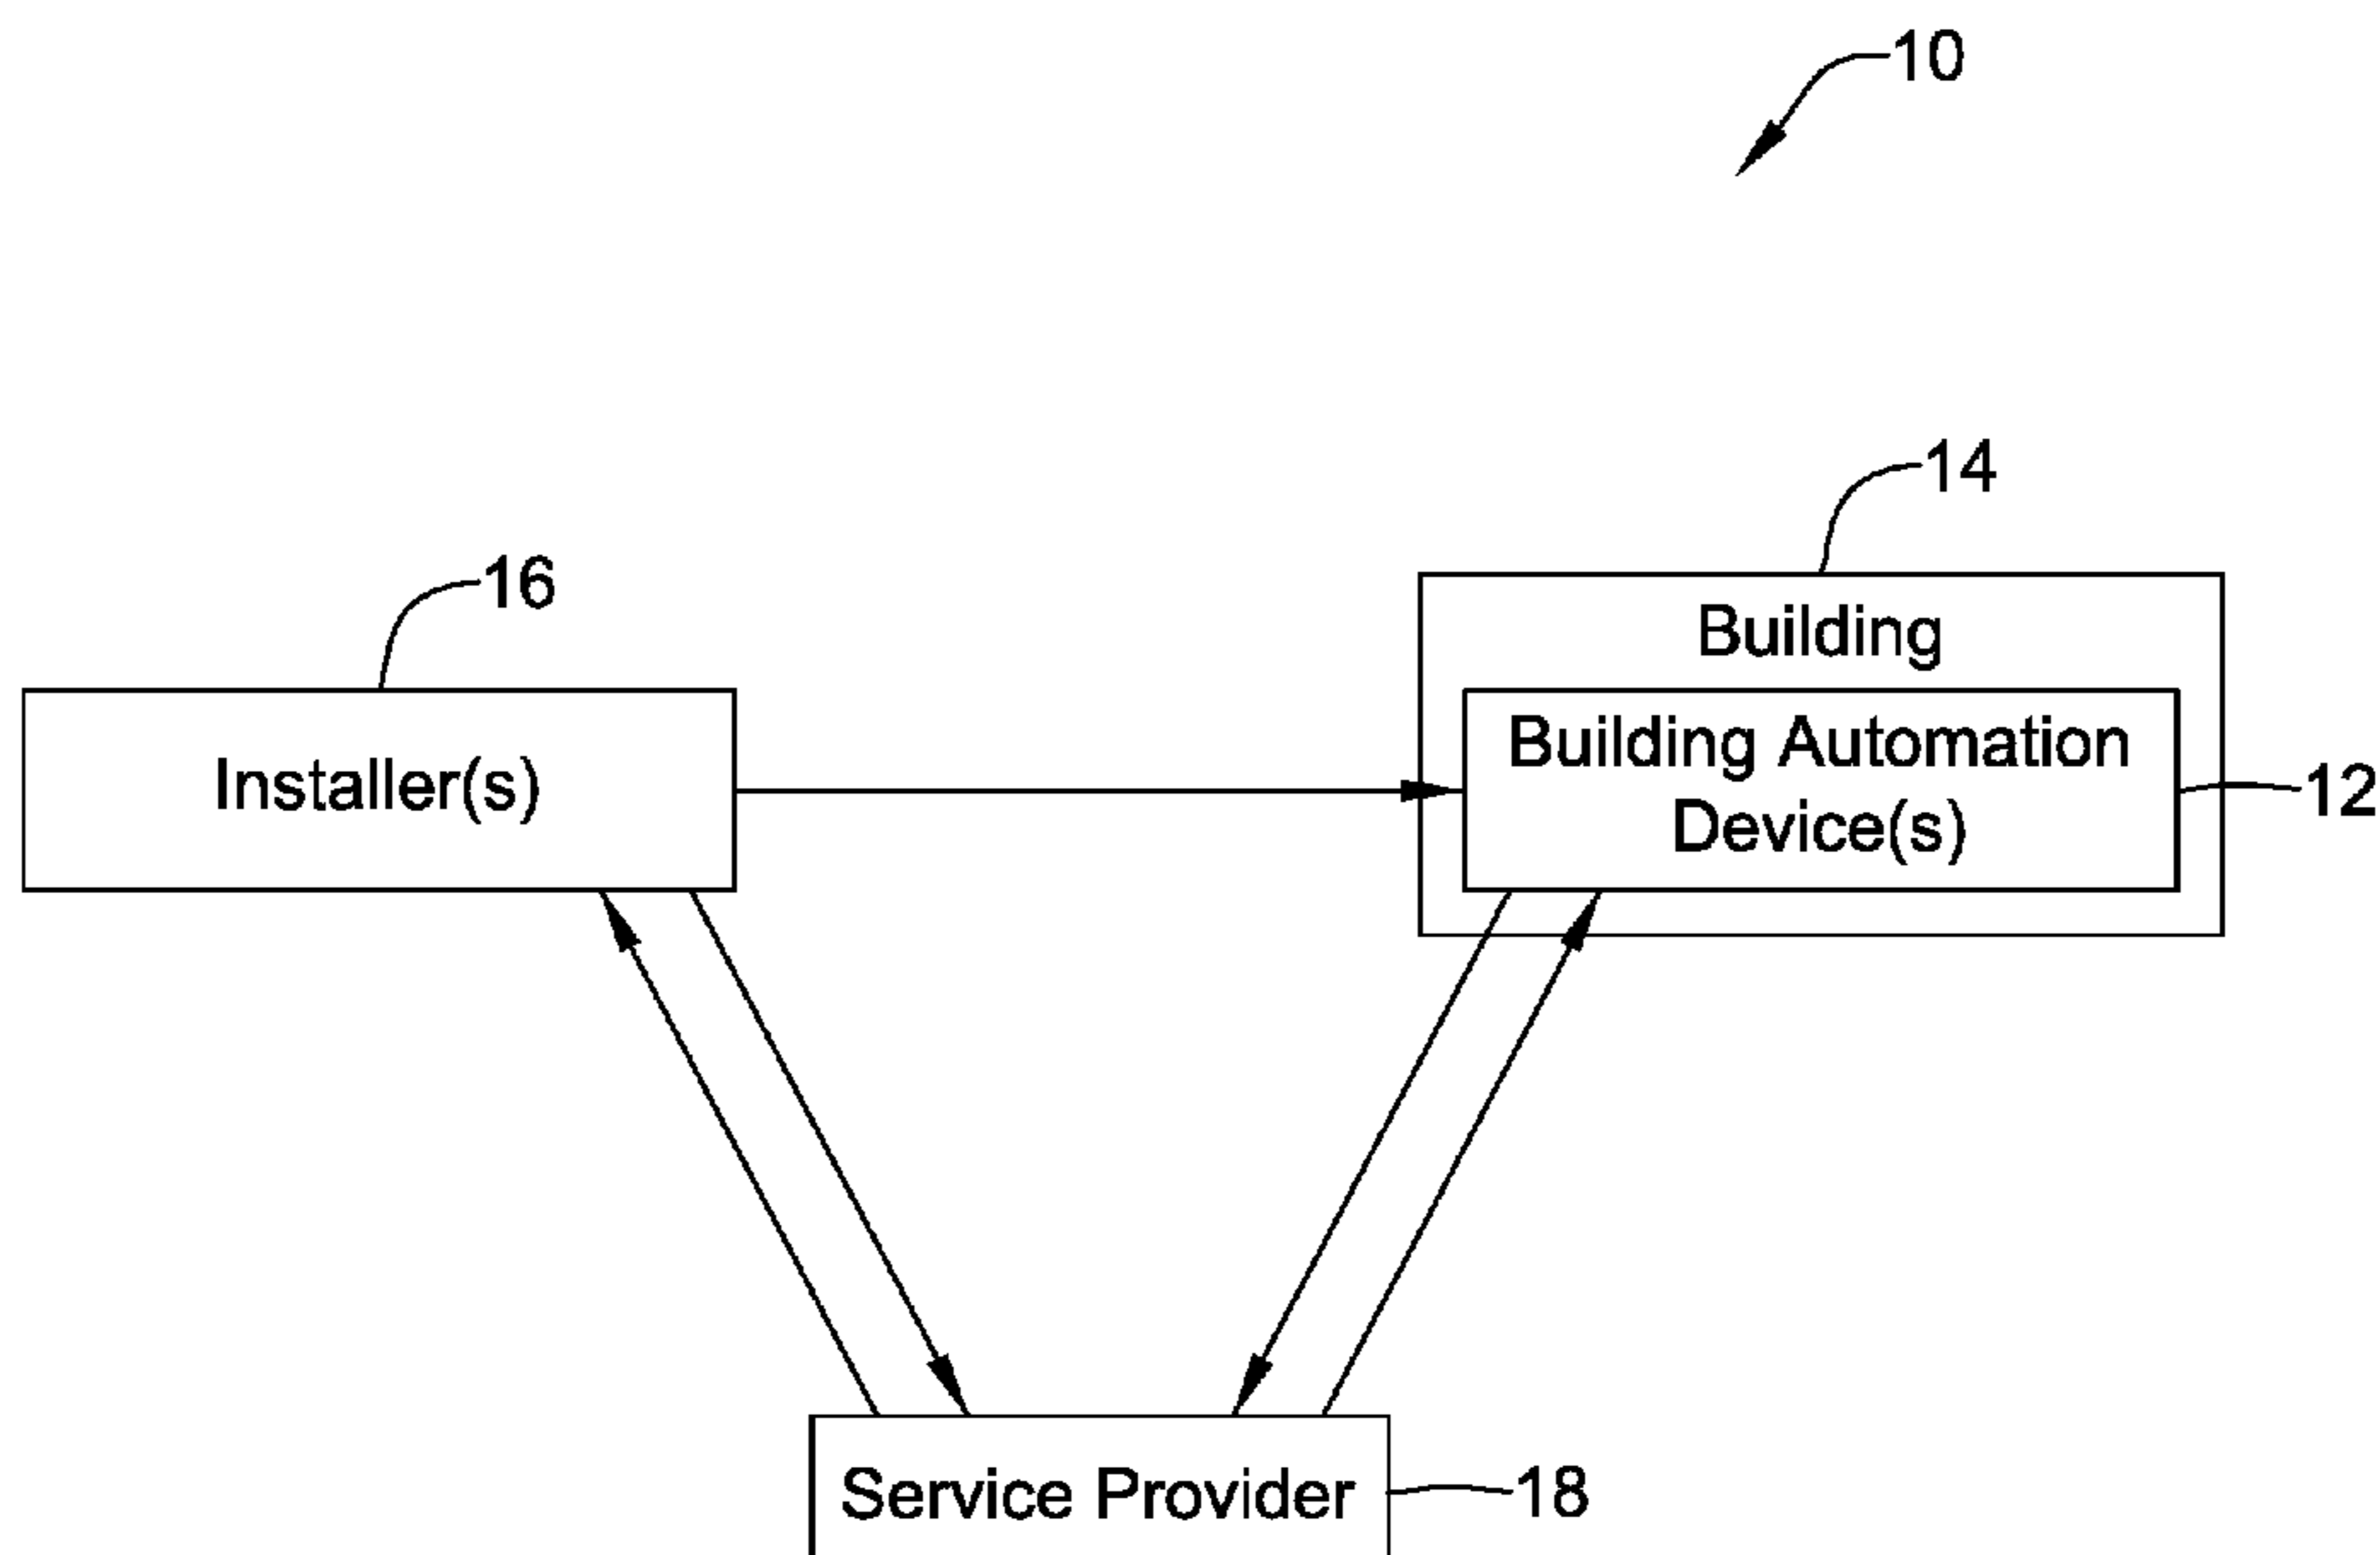 10
14
16
Building
Installer(s)
Building Automation
Device(s)
12
Service Provider
18